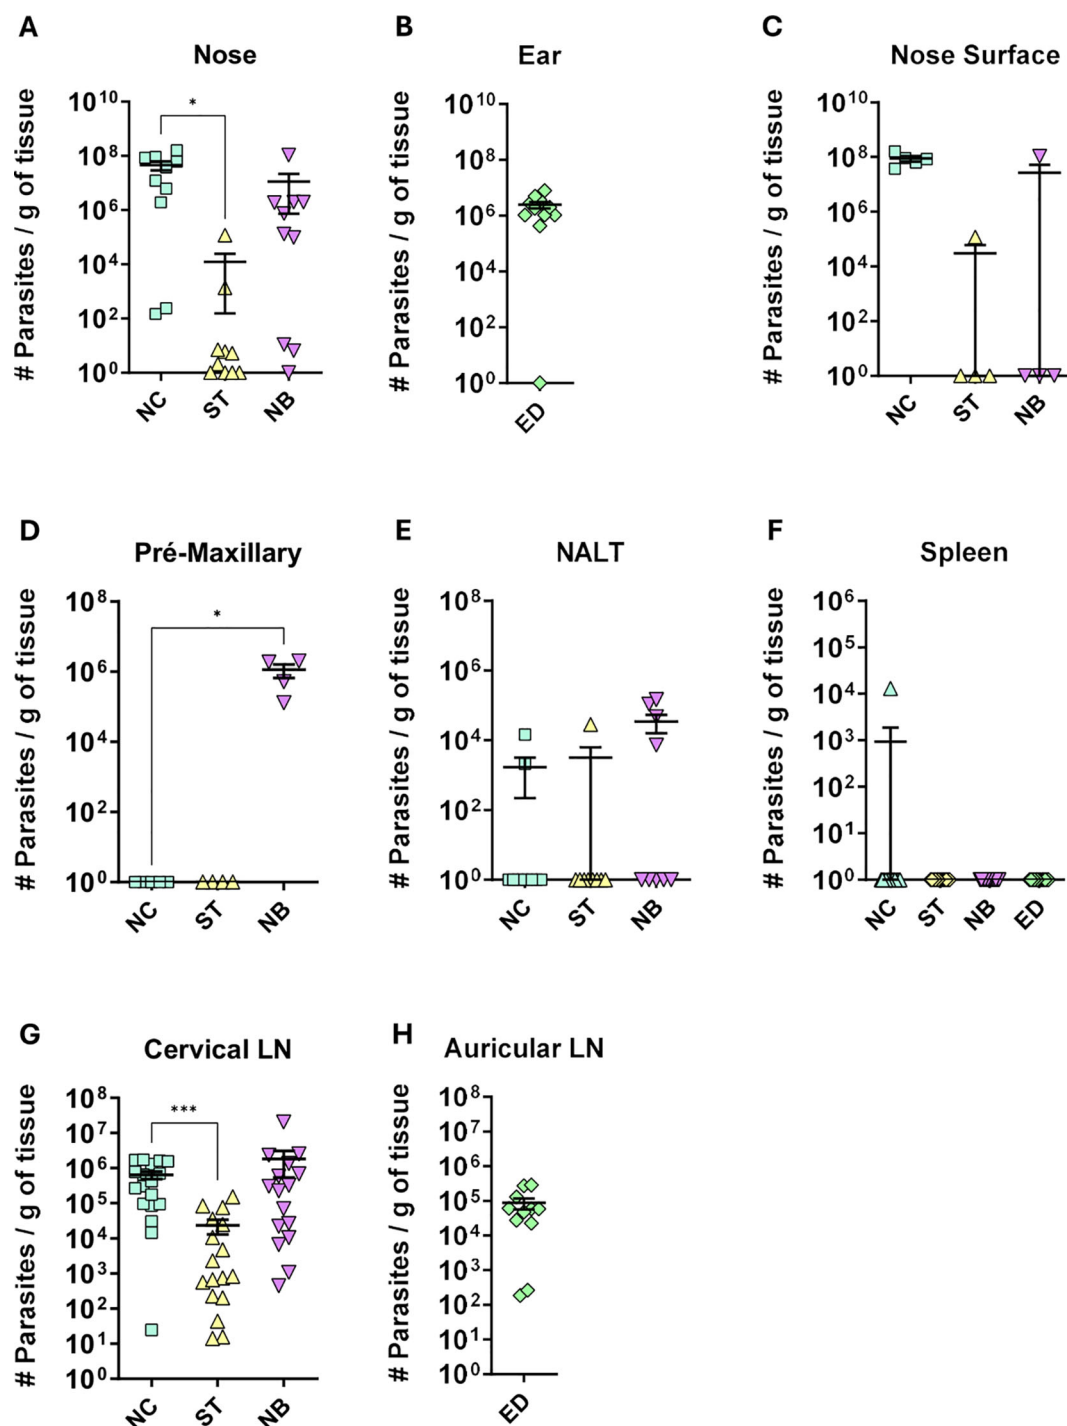 A
Nose
# Parasites / g of tissue
10¹⁰
10⁸
10⁶
10⁴
10²
10⁰
*
NC
ST
NB
B
Ear
# Parasites / g of tissue
10¹⁰
10⁸
10⁶
10⁴
10²
10⁰
ED
C
Nose Surface
# Parasites / g of tissue
10¹⁰
10⁸
10⁶
10⁴
10²
10⁰
NC
ST
NB
D
Pré-Maxillary
# Parasites / g of tissue
10⁸
10⁶
10⁴
10²
10⁰
*
NC
ST
NB
E
NALT
# Parasites / g of tissue
10⁸
10⁶
10⁴
10²
10⁰
NC
ST
NB
F
Spleen
# Parasites / g of tissue
10⁶
10⁵
10⁴
10³
10²
10¹
10⁰
NC
ST
NB
ED
G
Cervical LN
# Parasites / g of tissue
10⁸
10⁷
10⁶
10⁵
10⁴
10³
10²
10¹
10⁰
***
NC
ST
NB
H
Auricular LN
# Parasites / g of tissue
10⁸
10⁷
10⁶
10⁵
10⁴
10³
10²
10¹
10⁰
ED